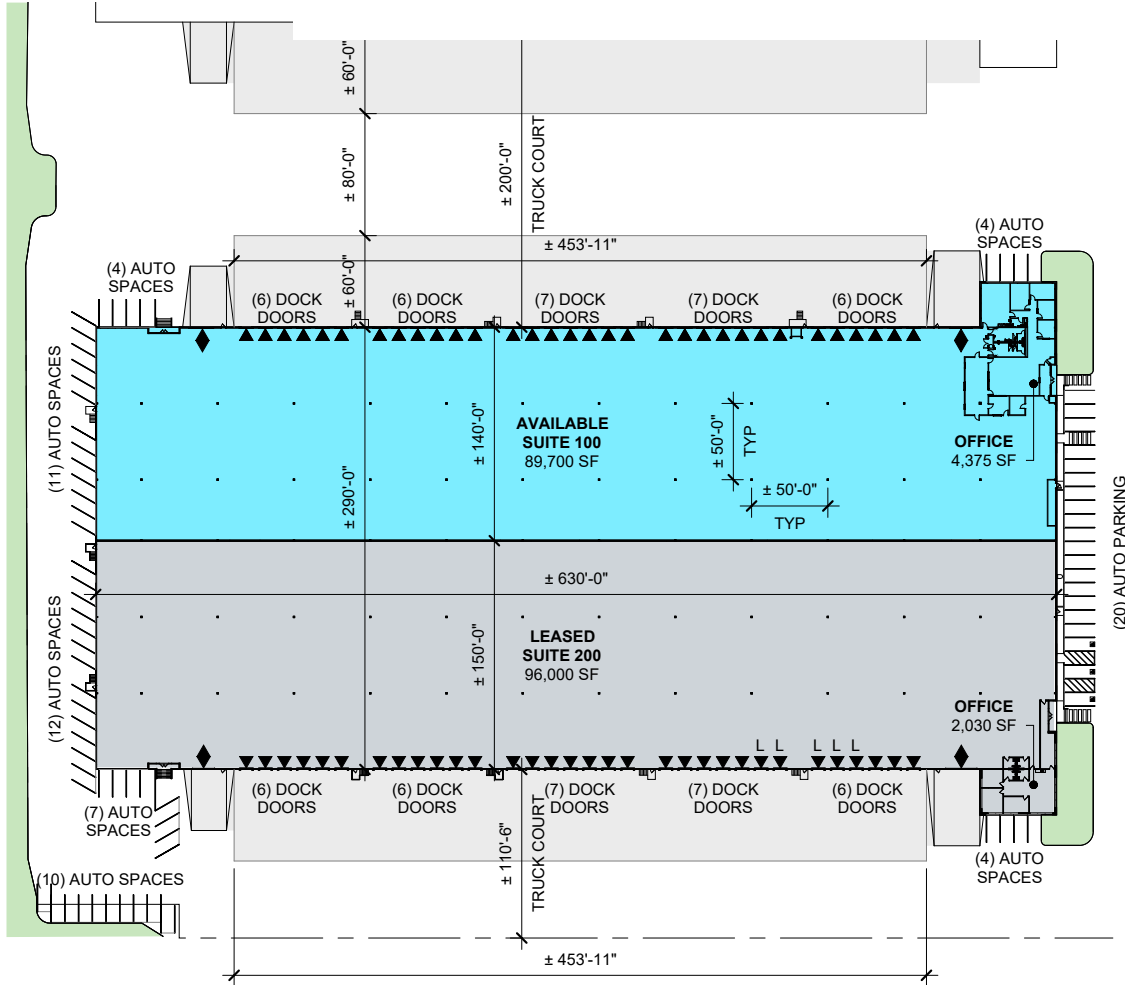 ± 60'-0"
± 80'-0"
± 200'-0"
TRUCK COURT
± 453'-11"
± 60'-0"
(4) AUTO
SPACES
(4) AUTO
SPACES
(6) DOCK
DOORS
(6) DOCK
DOORS
(7) DOCK
DOORS
(7) DOCK
DOORS
(6) DOCK
DOORS
(11) AUTO SPACES
± 140'-0"
± 290'-0"
AVAILABLE
SUITE 100
89,700 SF
± 50'-0"
TYP
± 50'-0"
TYP
OFFICE
4,375 SF
(20) AUTO PARKING
± 630'-0"
(12) AUTO SPACES
± 150'-0"
LEASED
SUITE 200
96,000 SF
OFFICE
2,030 SF
L L L L L
(6) DOCK
DOORS
(6) DOCK
DOORS
(7) DOCK
DOORS
(7) DOCK
DOORS
(6) DOCK
DOORS
(7) AUTO
SPACES
± 110'-6"
TRUCK COURT
(4) AUTO
SPACES
(10) AUTO SPACES
± 453'-11"